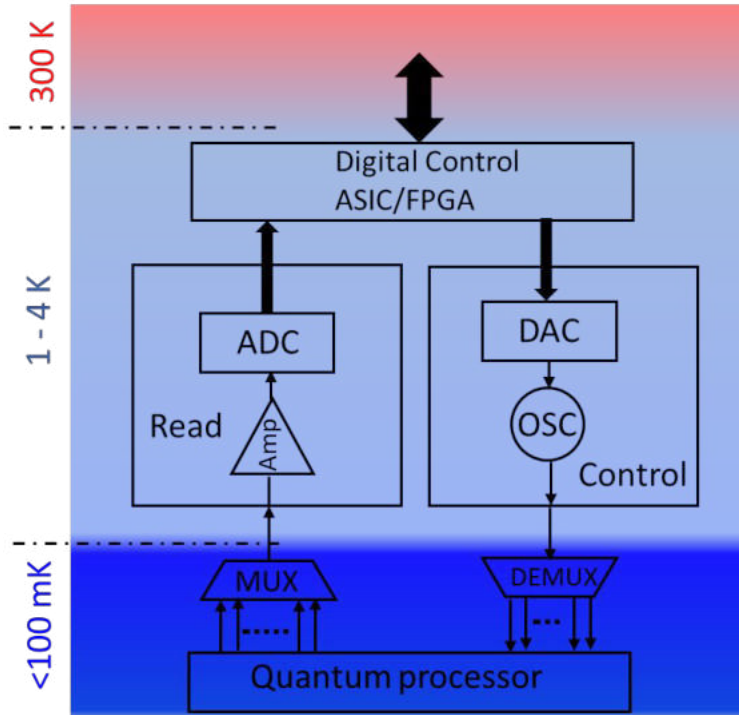 300 K
Digital Control
ASIC/FPGA
1 - 4 K
ADC
DAC
Read
Amp
OSC
Control
<100 mK
MUX
DEMUX
Quantum processor